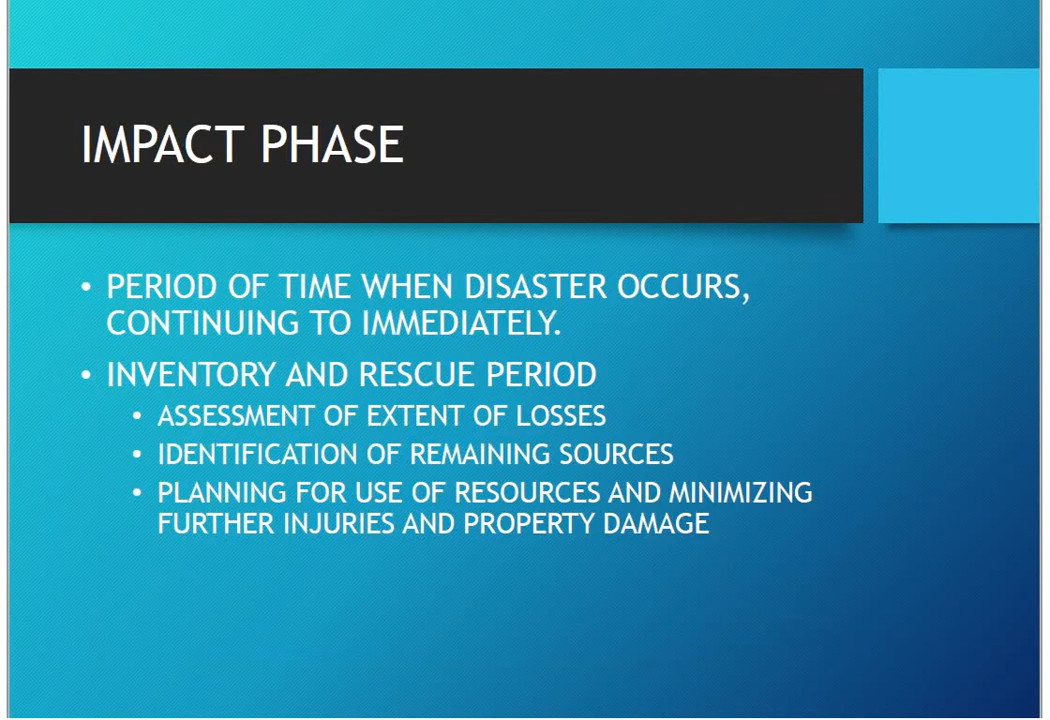 IMPACT PHASE
• PERIOD OF TIME WHEN DISASTER OCCURS,
CONTINUING TO IMMEDIATELY.
• INVENTORY AND RESCUE PERIOD
• ASSESSMENT OF EXTENT OF LOSSES
• IDENTIFICATION OF REMAINING SOURCES
• PLANNING FOR USE OF RESOURCES AND MINIMIZING
FURTHER INJURIES AND PROPERTY DAMAGE